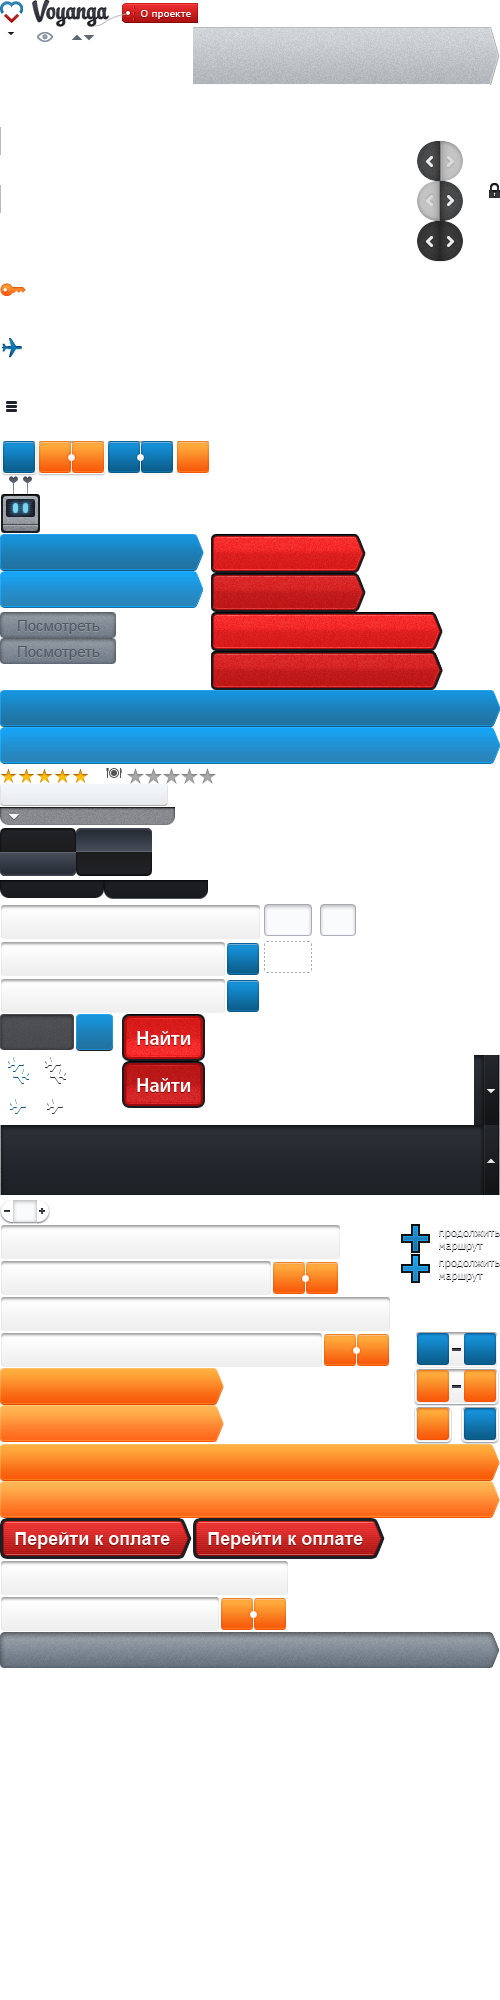 Voyanga
О проекте
Посмотреть
Посмотреть
Найти
Найти
продолжить
маршрут
продолжить
маршрут
Перейти к оплате
Перейти к оплате